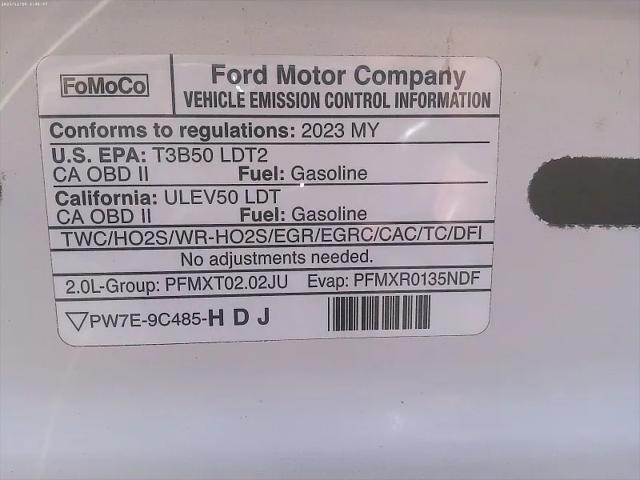 FoMoCo
Ford Motor Company
VEHICLE EMISSION CONTROL INFORMATION
Conforms to regulations: 2023 MY
U.S. EPA: T3B50 LDT2
CA OBD II Fuel: Gasoline
California: ULEV50 LDT
CA OBD II Fuel: Gasoline
TWC/HO2S/WR-HO2S/EGR/EGRC/CAC/TC/DFI
No adjustments needed.
2.0L-Group: PFMXT02.02JU Evap: PFMXR0135NDF
PW7E-9C485-H D J